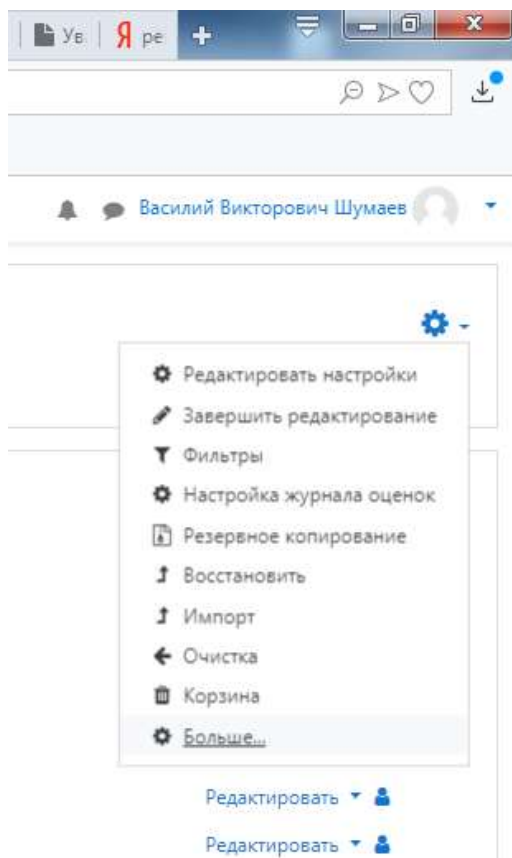 Ув Я ре
Василий Викторович Шумаев
Редактировать настройки
Завершить редактирование
Фильтры
Настройка журнала оценок
Резервное копирование
Восстановить
Импорт
Очистка
Корзина
Больше...
Редактировать
Редактировать